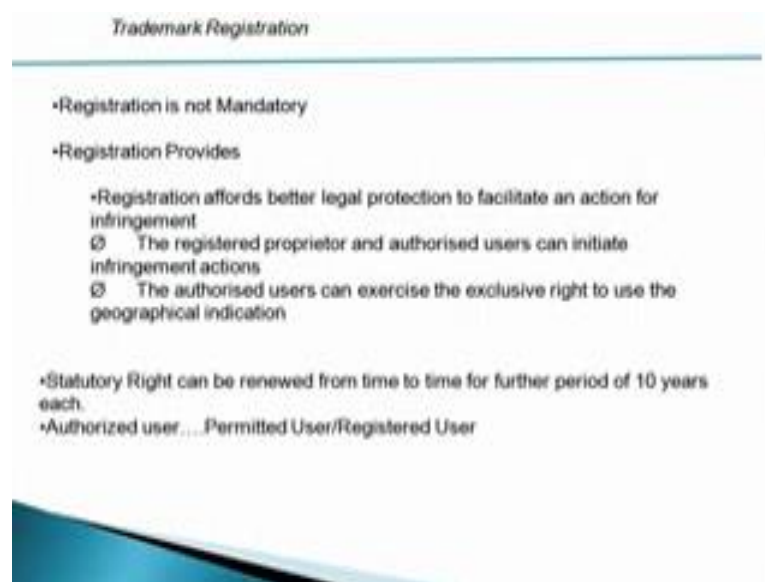 Trademark Registration
•Registration is not Mandatory
•Registration Provides
•Registration affords better legal protection to facilitate an action for
infringement
Ø The registered proprietor and authorised users can initiate
infringement actions
Ø The authorised users can exercise the exclusive right to use the
geographical indication
•Statutory Right can be renewed from time to time for further period of 10 years
each.
•Authorized user....Permitted User/Registered User